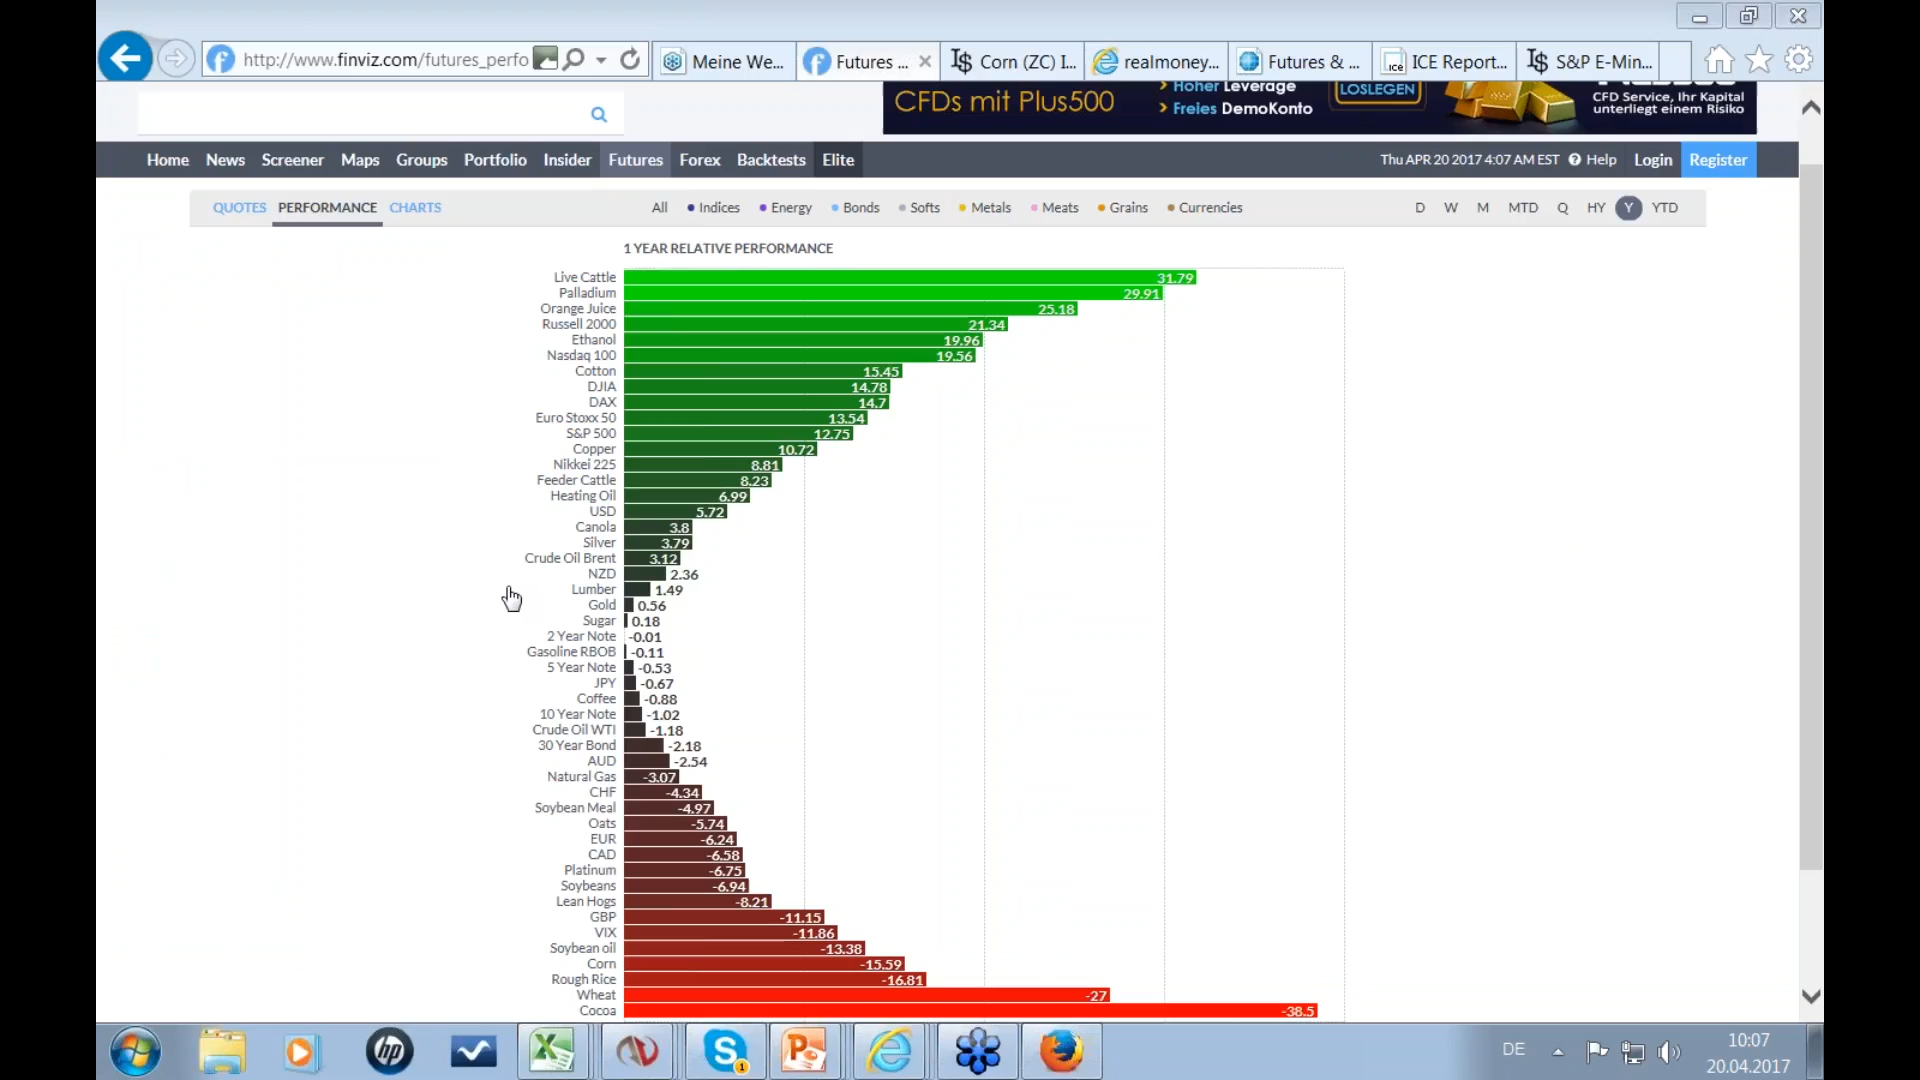 http://www.finviz.com/futures_perfo
Meine We...
Futures ...
Corn (ZC) I...
realmoney...
Futures & ...
ICE Report...
S&P E-Min...
CFDs mit Plus500
> Hoher Leverage
> Freies DemoKonto
LOSLEGEN
CFD Service, Ihr Kapital
unterliegt einem Risiko
Home News Screener Maps Groups Portfolio Insider Futures Forex Backtests Elite
Thu APR 20 2017 4:07 AM EST Help Login Register
QUOTES PERFORMANCE CHARTS
All Indices Energy Bonds Softs Metals Meats Grains Currencies
D W M MTD Q HY Y YTD
1 YEAR RELATIVE PERFORMANCE
Live Cattle 31.79
Palladium 29.91
Orange Juice 25.18
Russell 2000 21.34
Ethanol 19.96
Nasdaq 100 19.56
Cotton 15.45
DJIA 14.78
DAX 14.7
Euro Stoxx 50 13.54
S&P 500 12.75
Copper 10.72
Nikkei 225 8.81
Feeder Cattle 8.23
Heating Oil 6.99
USD 5.72
Canola 3.8
Silver 3.79
Crude Oil Brent 3.12
NZD 2.36
Lumber 1.49
Gold 0.56
Sugar 0.18
2 Year Note -0.01
Gasoline RBOB -0.11
5 Year Note -0.53
JPY -0.67
Coffee -0.88
10 Year Note -1.02
Crude Oil WTI -1.18
30 Year Bond -2.18
AUD -2.54
Natural Gas -3.07
CHF -4.34
Soybean Meal -4.97
Oats -5.74
EUR -6.24
CAD -6.58
Platinum -6.75
Soybeans -6.94
Lean Hogs -8.21
GBP -11.15
VIX -11.86
Soybean oil -13.38
Corn -15.59
Rough Rice -16.81
Wheat -27
Cocoa -38.5
DE
10:07
20.04.2017